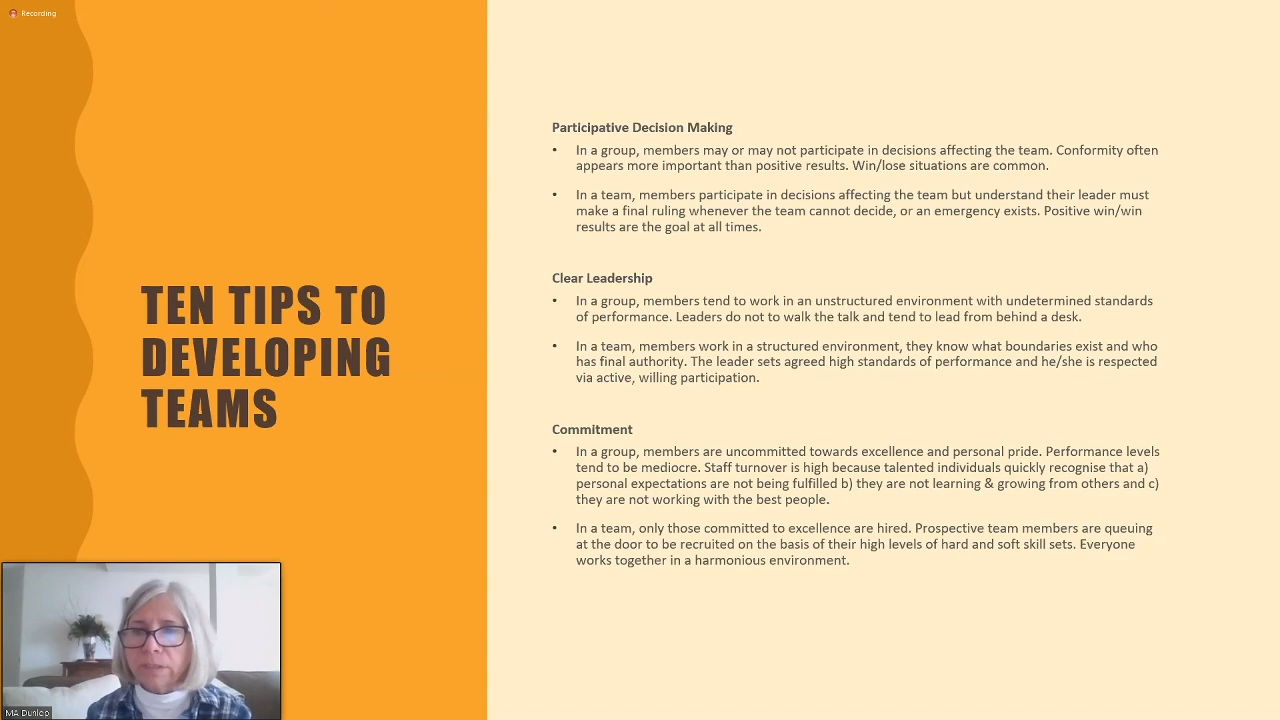 Recording
TEN TIPS TO
DEVELOPING
TEAMS
Participative Decision Making
• In a group, members may or may not participate in decisions affecting the team. Conformity often
appears more important than positive results. Win/lose situations are common.
• In a team, members participate in decisions affecting the team but understand their leader must
make a final ruling whenever the team cannot decide, or an emergency exists. Positive win/win
results are the goal at all times.
Clear Leadership
• In a group, members tend to work in an unstructured environment with undetermined standards
of performance. Leaders do not to walk the talk and tend to lead from behind a desk.
• In a team, members work in a structured environment, they know what boundaries exist and who
has final authority. The leader sets agreed high standards of performance and he/she is respected
via active, willing participation.
Commitment
• In a group, members are uncommitted towards excellence and personal pride. Performance levels
tend to be mediocre. Staff turnover is high because talented individuals quickly recognise that a)
personal expectations are not being fulfilled b) they are not learning & growing from others and c)
they are not working with the best people.
• In a team, only those committed to excellence are hired. Prospective team members are queuing
at the door to be recruited on the basis of their high levels of hard and soft skill sets. Everyone
works together in a harmonious environment.
MA Dunlop